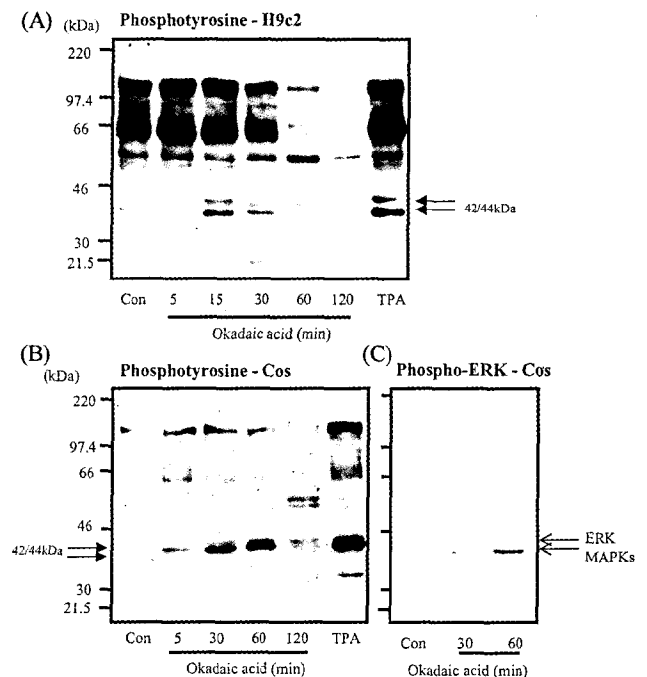 (A) (kDa) Phosphotyrosine - H9c2
220
97.4
66
46
30
21.5
42/44kDa
Con 5 15 30 60 120 TPA
Okadaic acid (min)
(B) Phosphotyrosine - Cos
(kDa)
220
97.4
66
46
42/44kDa
30
21.5
Con 5 30 60 120 TPA
Okadaic acid (min)
(C) Phospho-ERK - Cos
ERK
MAPKs
Con 30 60
Okadaic acid (min)